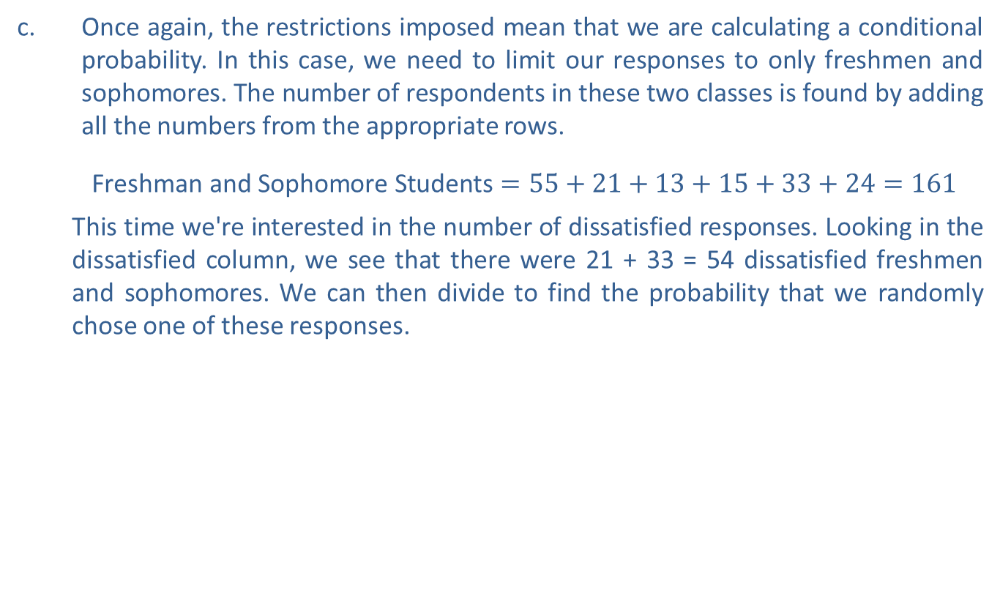 c. Once again, the restrictions imposed mean that we are calculating a conditional
probability. In this case, we need to limit our responses to only freshmen and
sophomores. The number of respondents in these two classes is found by adding
all the numbers from the appropriate rows.
Freshman and Sophomore Students = 55 + 21 + 13 + 15 + 33 + 24 = 161
This time we're interested in the number of dissatisfied responses. Looking in the
dissatisfied column, we see that there were 21 + 33 = 54 dissatisfied freshmen
and sophomores. We can then divide to find the probability that we randomly
chose one of these responses.